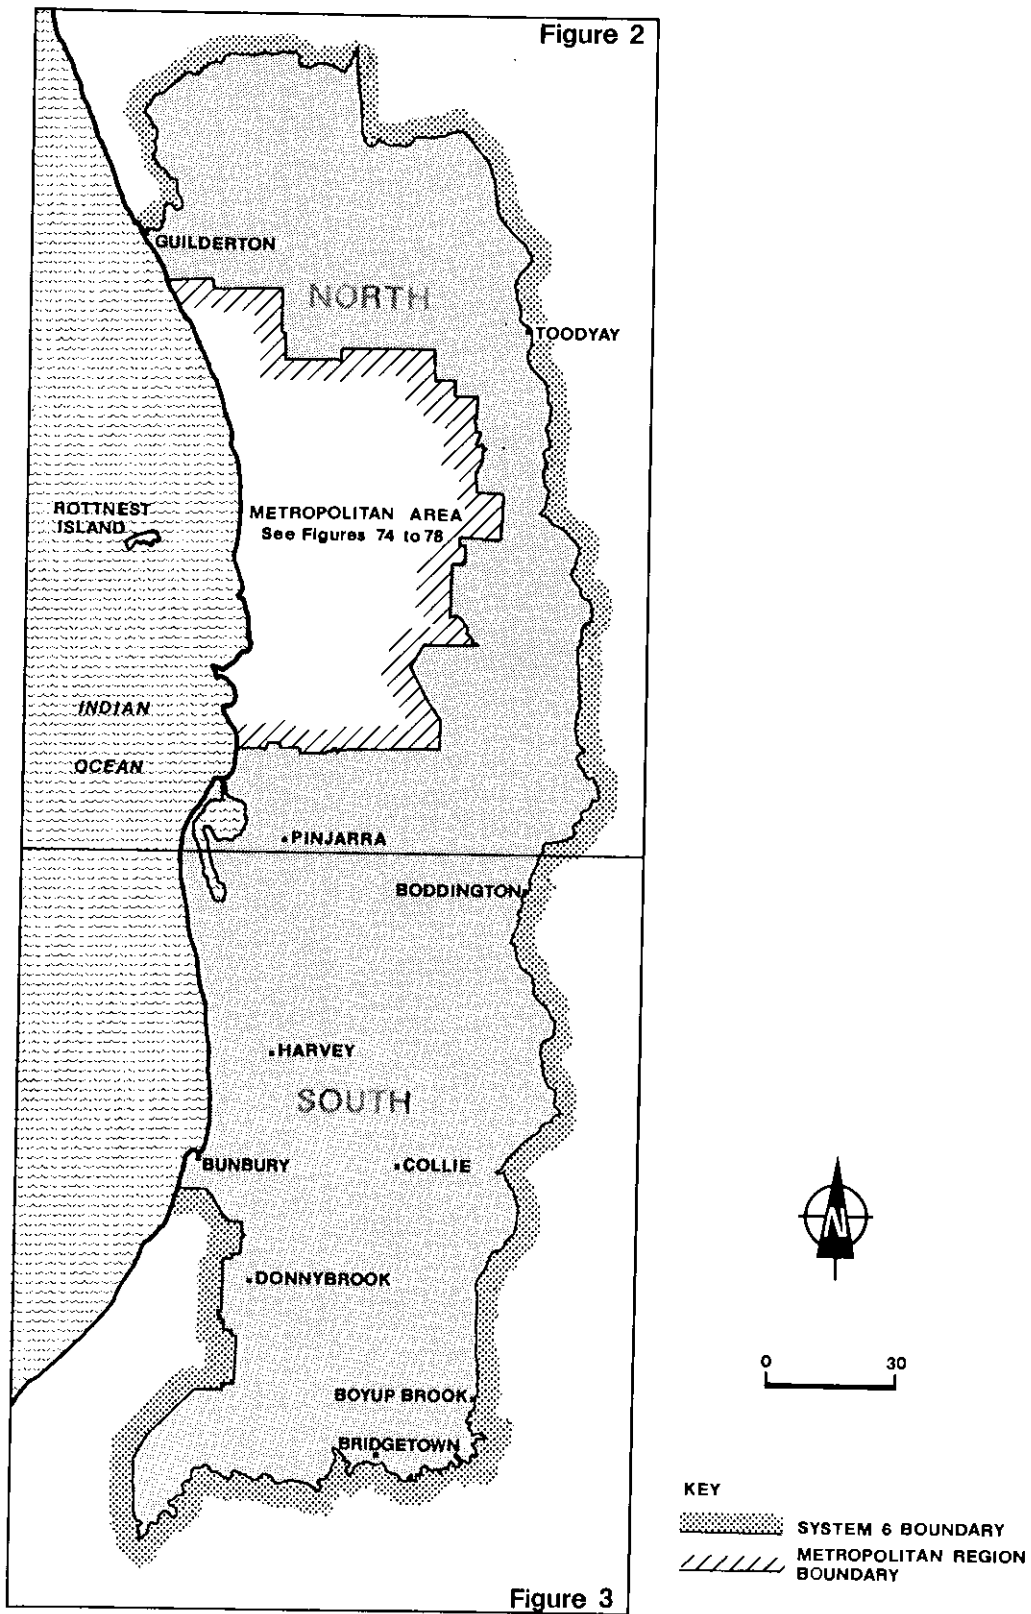 Figure 2
GUILDERTON
NORTH
TOODYAY
ROTTNEST
ISLAND
METROPOLITAN AREA
See Figures 74 to 78
INDIAN
OCEAN
PINJARRA
BODDINGTON
HARVEY
SOUTH
BUNBURY
COLLIE
N
DONNYBROOK
0 30
BOYUP BROOK
BRIDGETOWN
KEY
SYSTEM 6 BOUNDARY
METROPOLITAN REGION
BOUNDARY
Figure 3